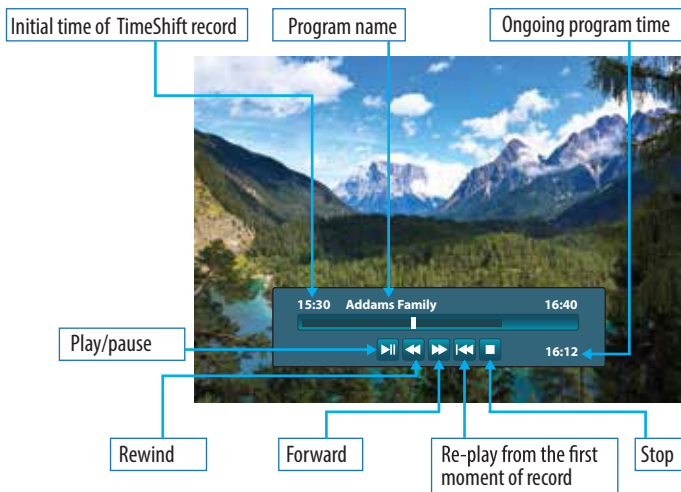 Initial time of TimeShift record
Program name
Ongoing program time
15:30 Addams Family 16:40
Play/pause
16:12
Rewind
Forward
Re-play from the first
moment of record
Stop